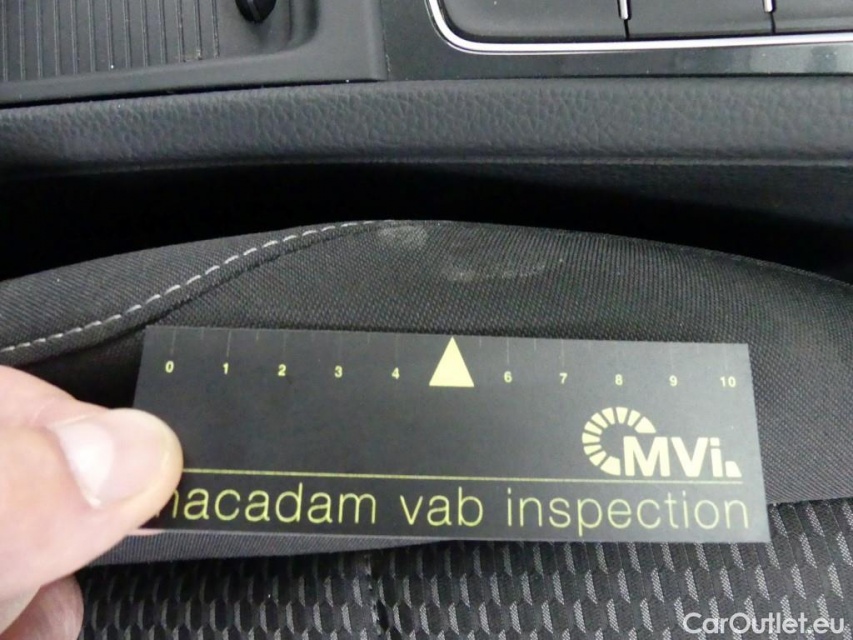 0 1 2 3 4 6 7 8 9 10
MVi
nacadam vab inspection
CarOutlet.eu